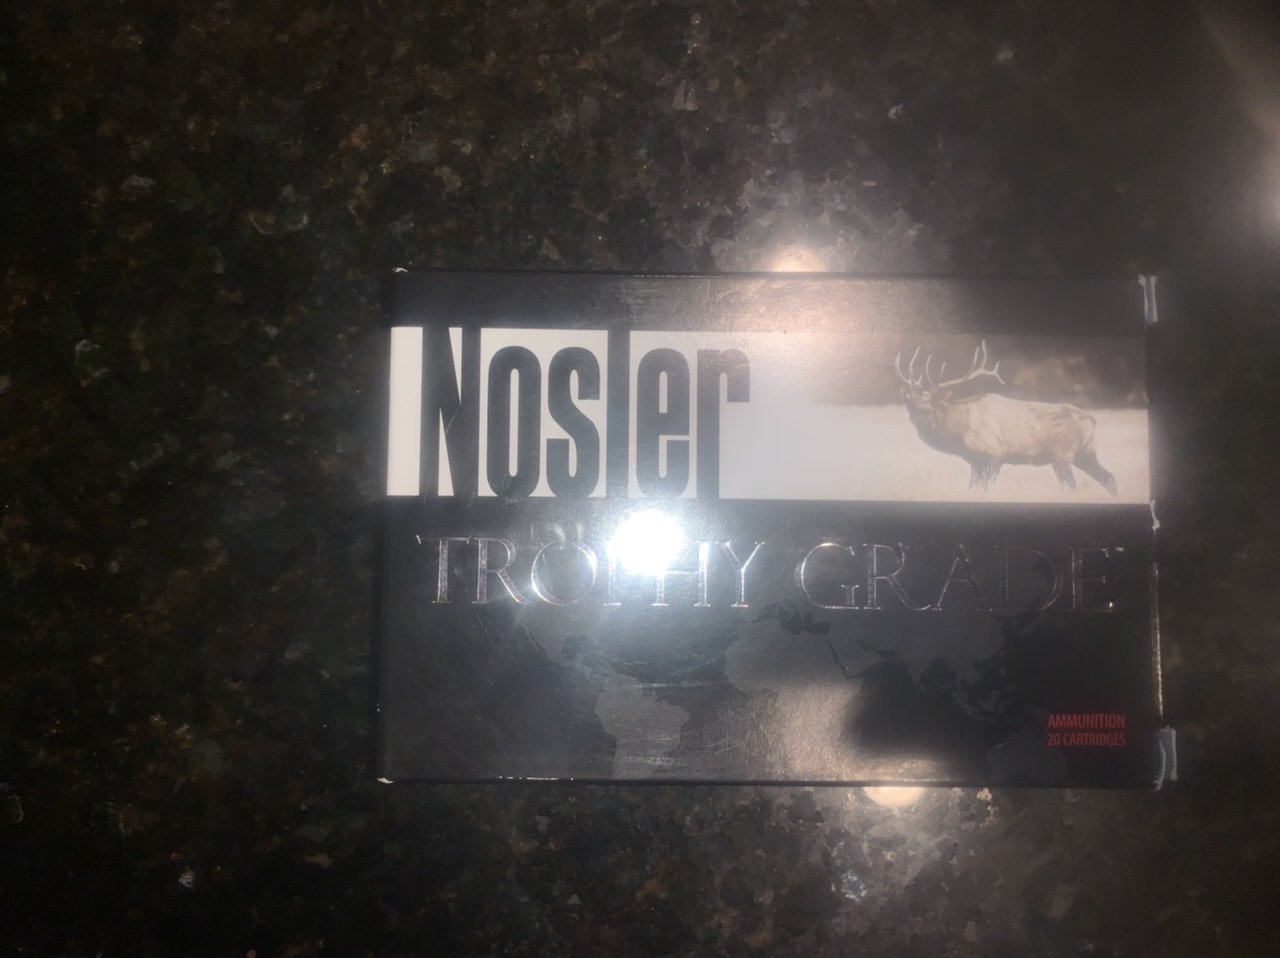 Nosler®
TROPHY GRADE
AMMUNITION
20 CARTRIDGES